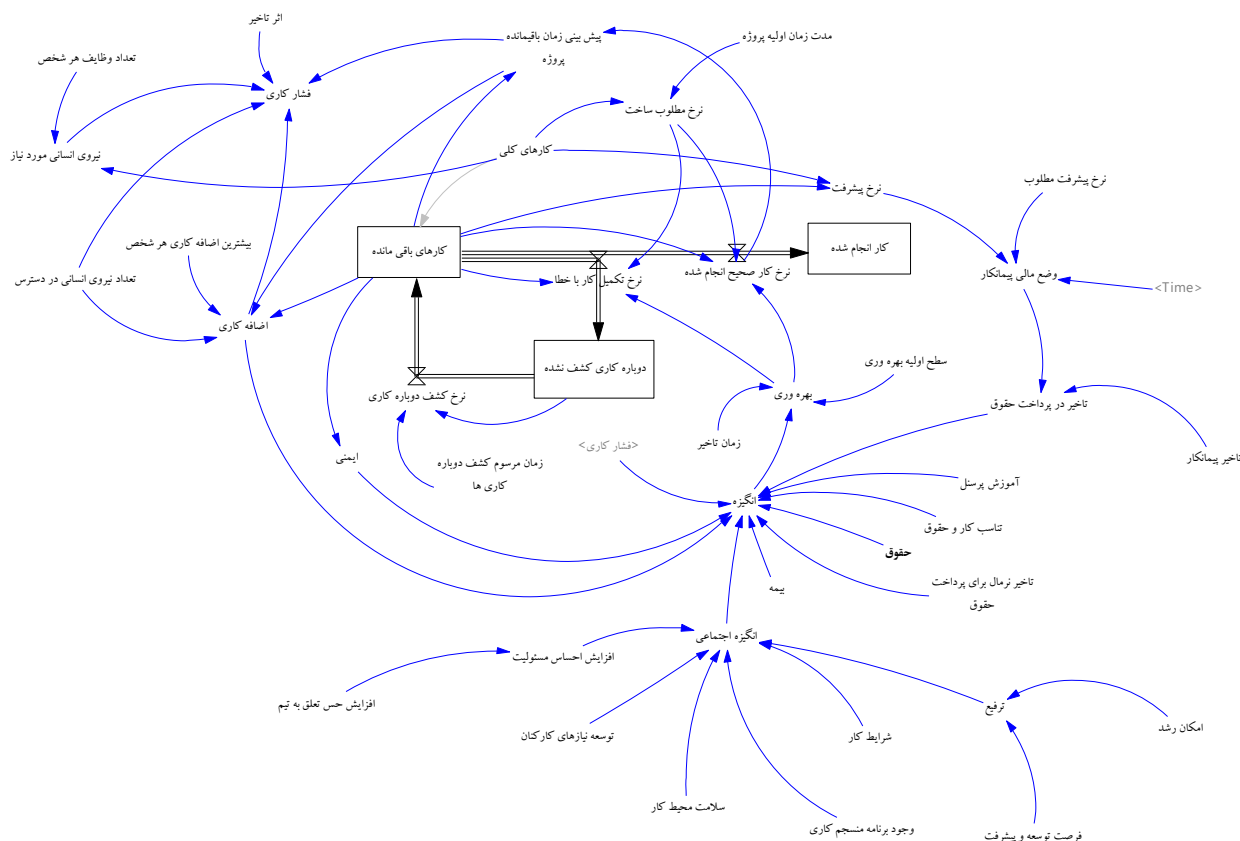 اثر تاخیر
تعداد وظایف هر شخص
فشار کاری
پیش بینی زمان باقیمانده
پروژه
مدت زمان اولیه پروژه
نرخ مطلوب ساخت
نیروی انسانی مورد نیاز
کارهای کلی
نرخ پیشرفت
نرخ پیشرفت مطلوب
بیشترین اضافه کاری هر شخص
کارهای باقی مانده
کار انجام شده
تعداد نیروی انسانی در دسترس
نرخ تکمیل کار با خطا
نرخ کار صحیح انجام شده
وضع مالی پیمانکار
<Time>
اضافه کاری
دوباره کاری کشف نشده
سطح اولیه بهره وری
نرخ کشف دوباره کاری
بهره وری
تاخیر در پرداخت حقوق
<فشار کاری>
زمان تاخیر
ایمنی
زمان مرسوم کشف دوباره
کاری ها
تاخیر پیمانکار
آموزش پرسنل
انگیزه
تناسب کار و حقوق
حقوق
بیمه
تاخیر نرمال برای پرداخت
حقوق
انگیزه اجتماعی
افزایش احساس مسئولیت
افزایش حس تعلق به تیم
ترفیع
امکان رشد
توسعه نیازهای کارکنان
شرایط کار
سلامت محیط کار
وجود برنامه منسجم کاری
فرصت توسعه و پیشرفت